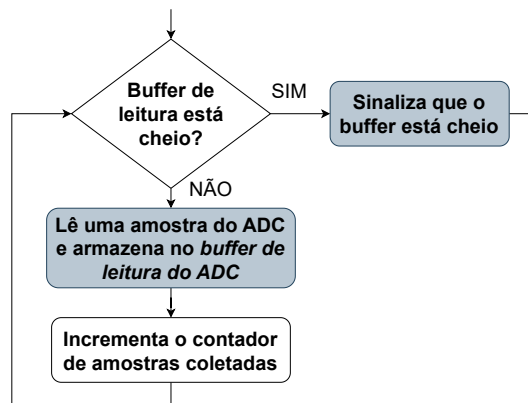 Buffer de
leitura está
cheio?
SIM
Sinaliza que o
buffer está cheio
NÃO
Lê uma amostra do ADC
e armazena no buffer de
leitura do ADC
Incrementa o contador
de amostras coletadas